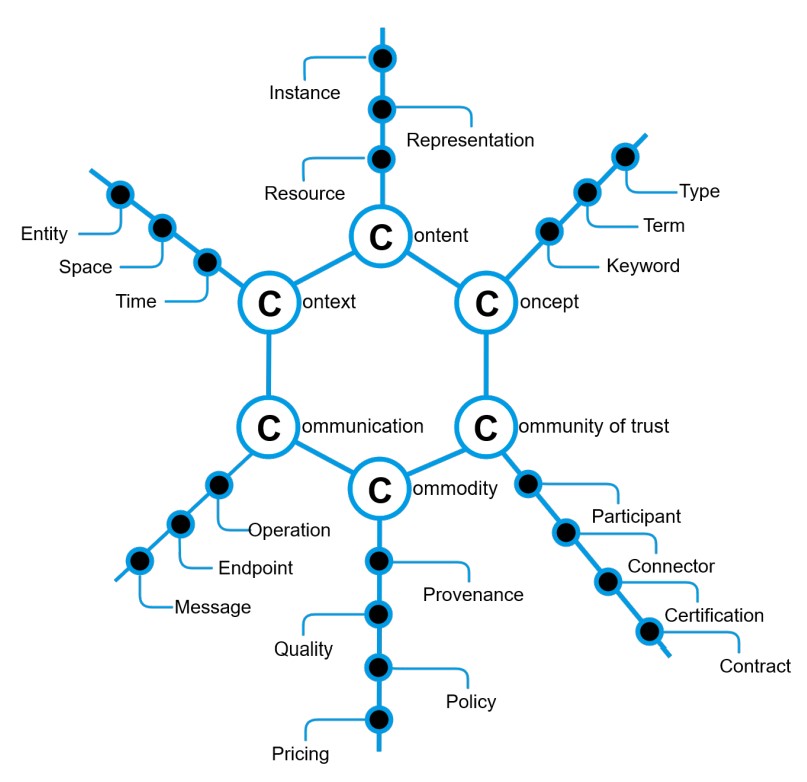 Instance
Representation
Resource
Type
Term
Keyword
Entity
Space
Time
Content
Context
Concept
Communication
Community of trust
Commodity
Operation
Endpoint
Message
Participant
Connector
Certification
Contract
Provenance
Quality
Policy
Pricing